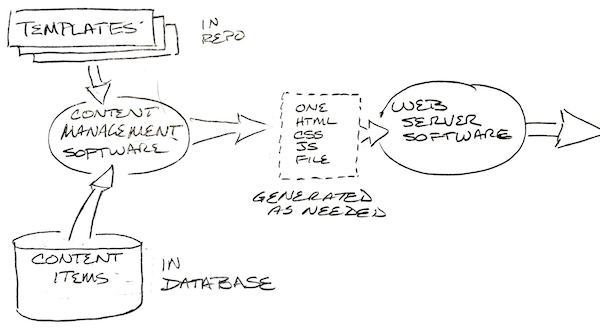 TEMPLATES
IN
REPO
CONTENT
MANAGEMENT
SOFTWARE
ONE
HTML
CSS
JS
FILE
GENERATED
AS NEEDED
WEB
SERVER
SOFTWARE
CONTENT
ITEMS
IN
DATABASE